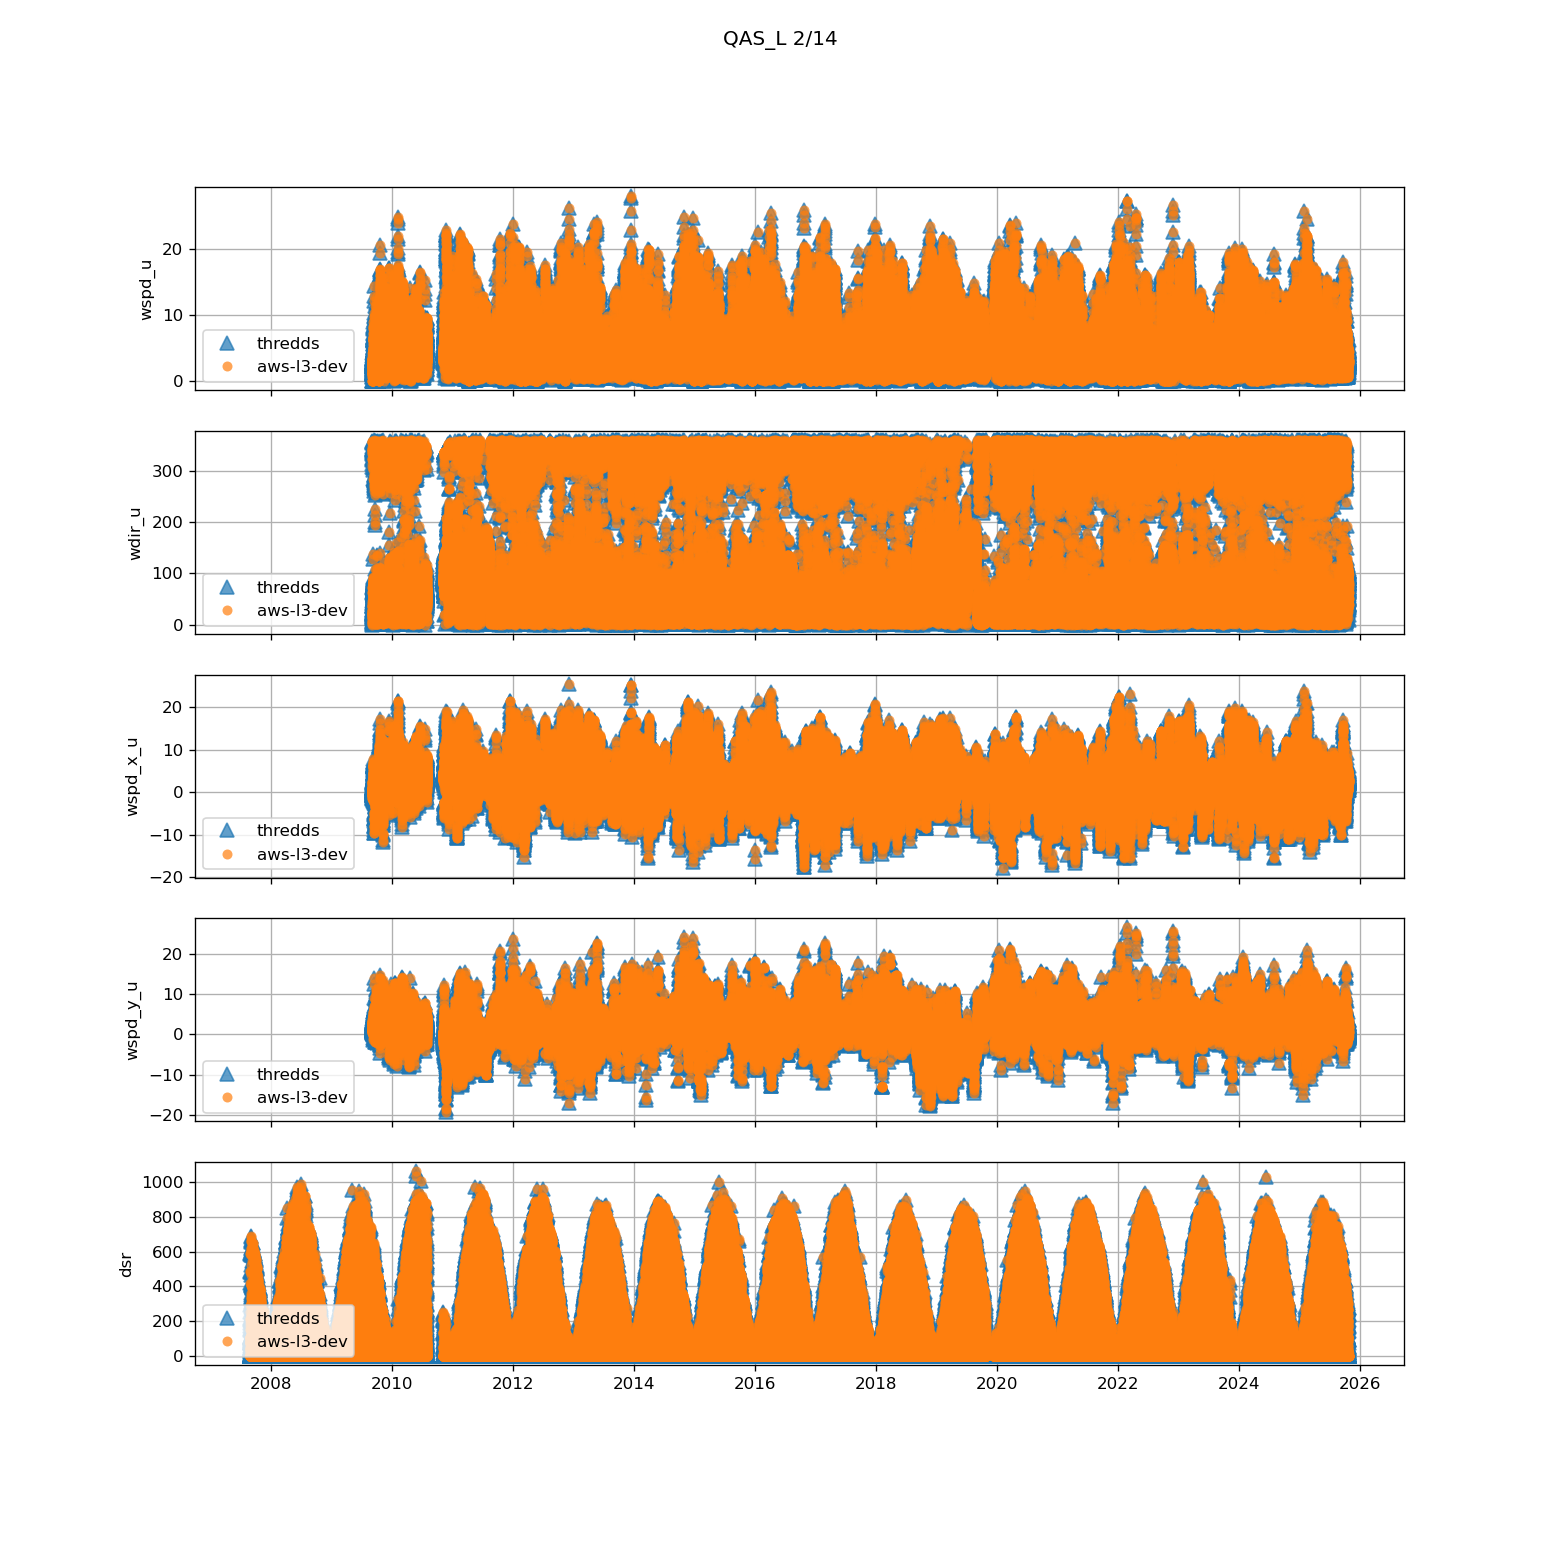 QAS_L 2/14
wspd_u
20
10
0
thredds
aws-l3-dev
wdir_u
300
200
100
0
thredds
aws-l3-dev
wspd_x_u
20
10
0
−10
−20
thredds
aws-l3-dev
wspd_y_u
20
10
0
−10
−20
thredds
aws-l3-dev
dsr
1000
800
600
400
200
0
thredds
aws-l3-dev
2008 2010 2012 2014 2016 2018 2020 2022 2024 2026